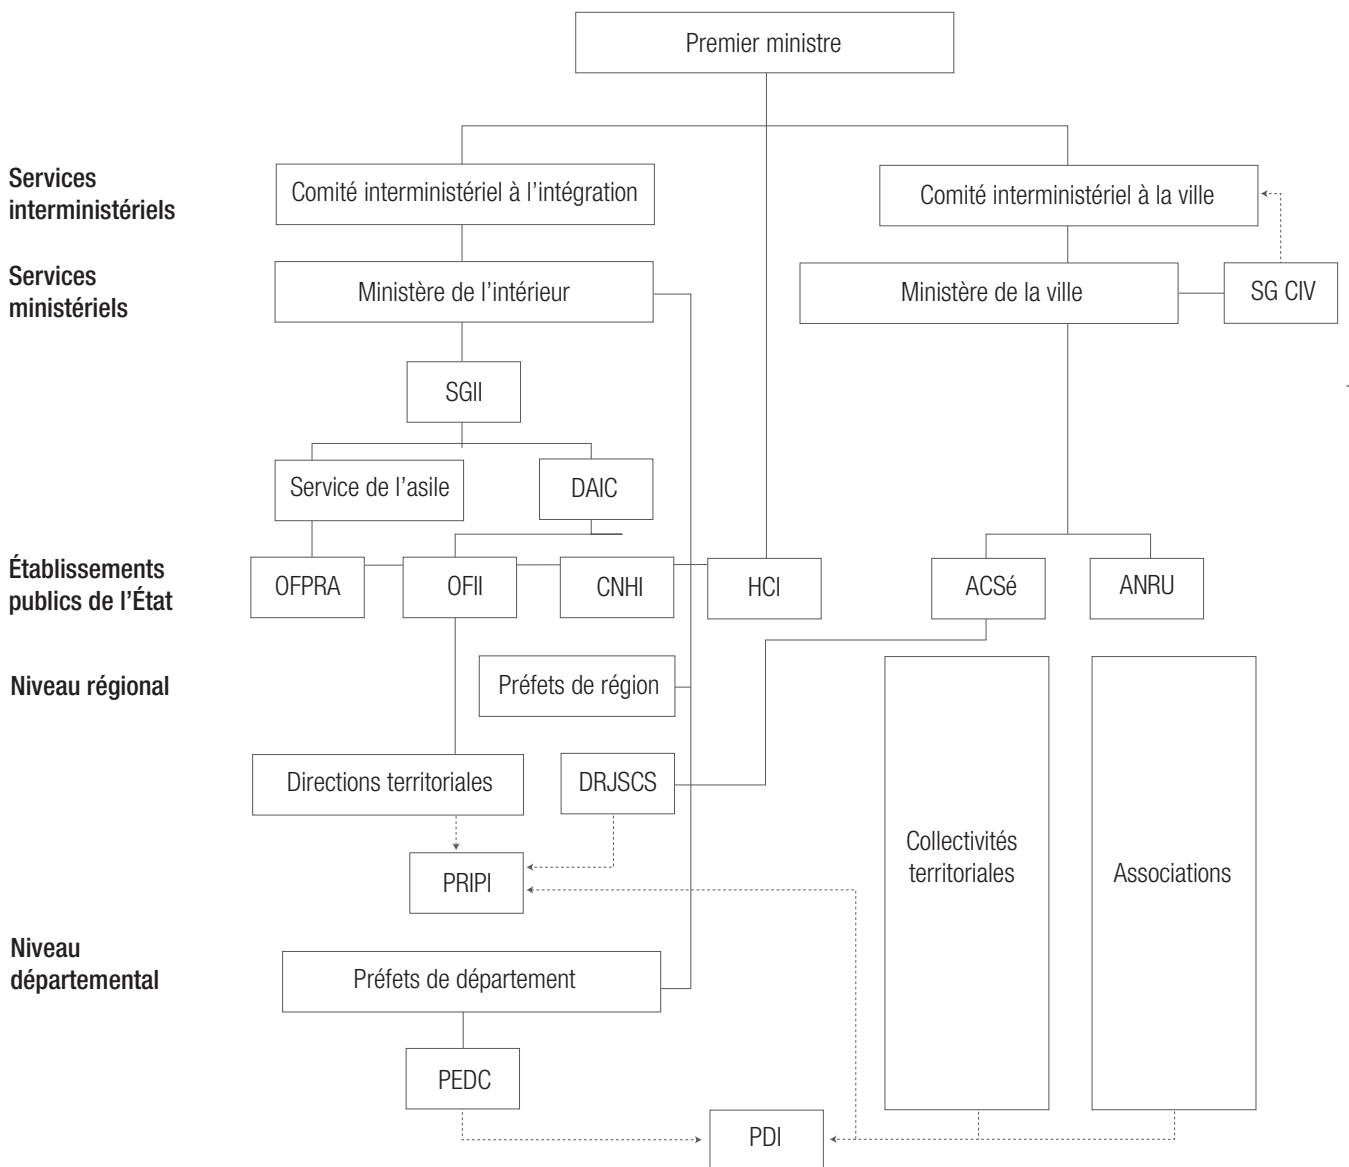 Premier ministre
Services
interministériels
Comité interministériel à l'intégration
Comité interministériel à la ville
Services
ministériels
Ministère de l'intérieur
Ministère de la ville
SG CIV
SGII
Service de l'asile
DAIC
Établissements
publics de l'État
OFPRA
OFII
CNHI
HCI
ACSé
ANRU
Niveau régional
Préfets de région
Directions territoriales
DRJSCS
PRIPI
Collectivités
territoriales
Associations
Niveau
départemental
Préfets de département
PEDC
PDI